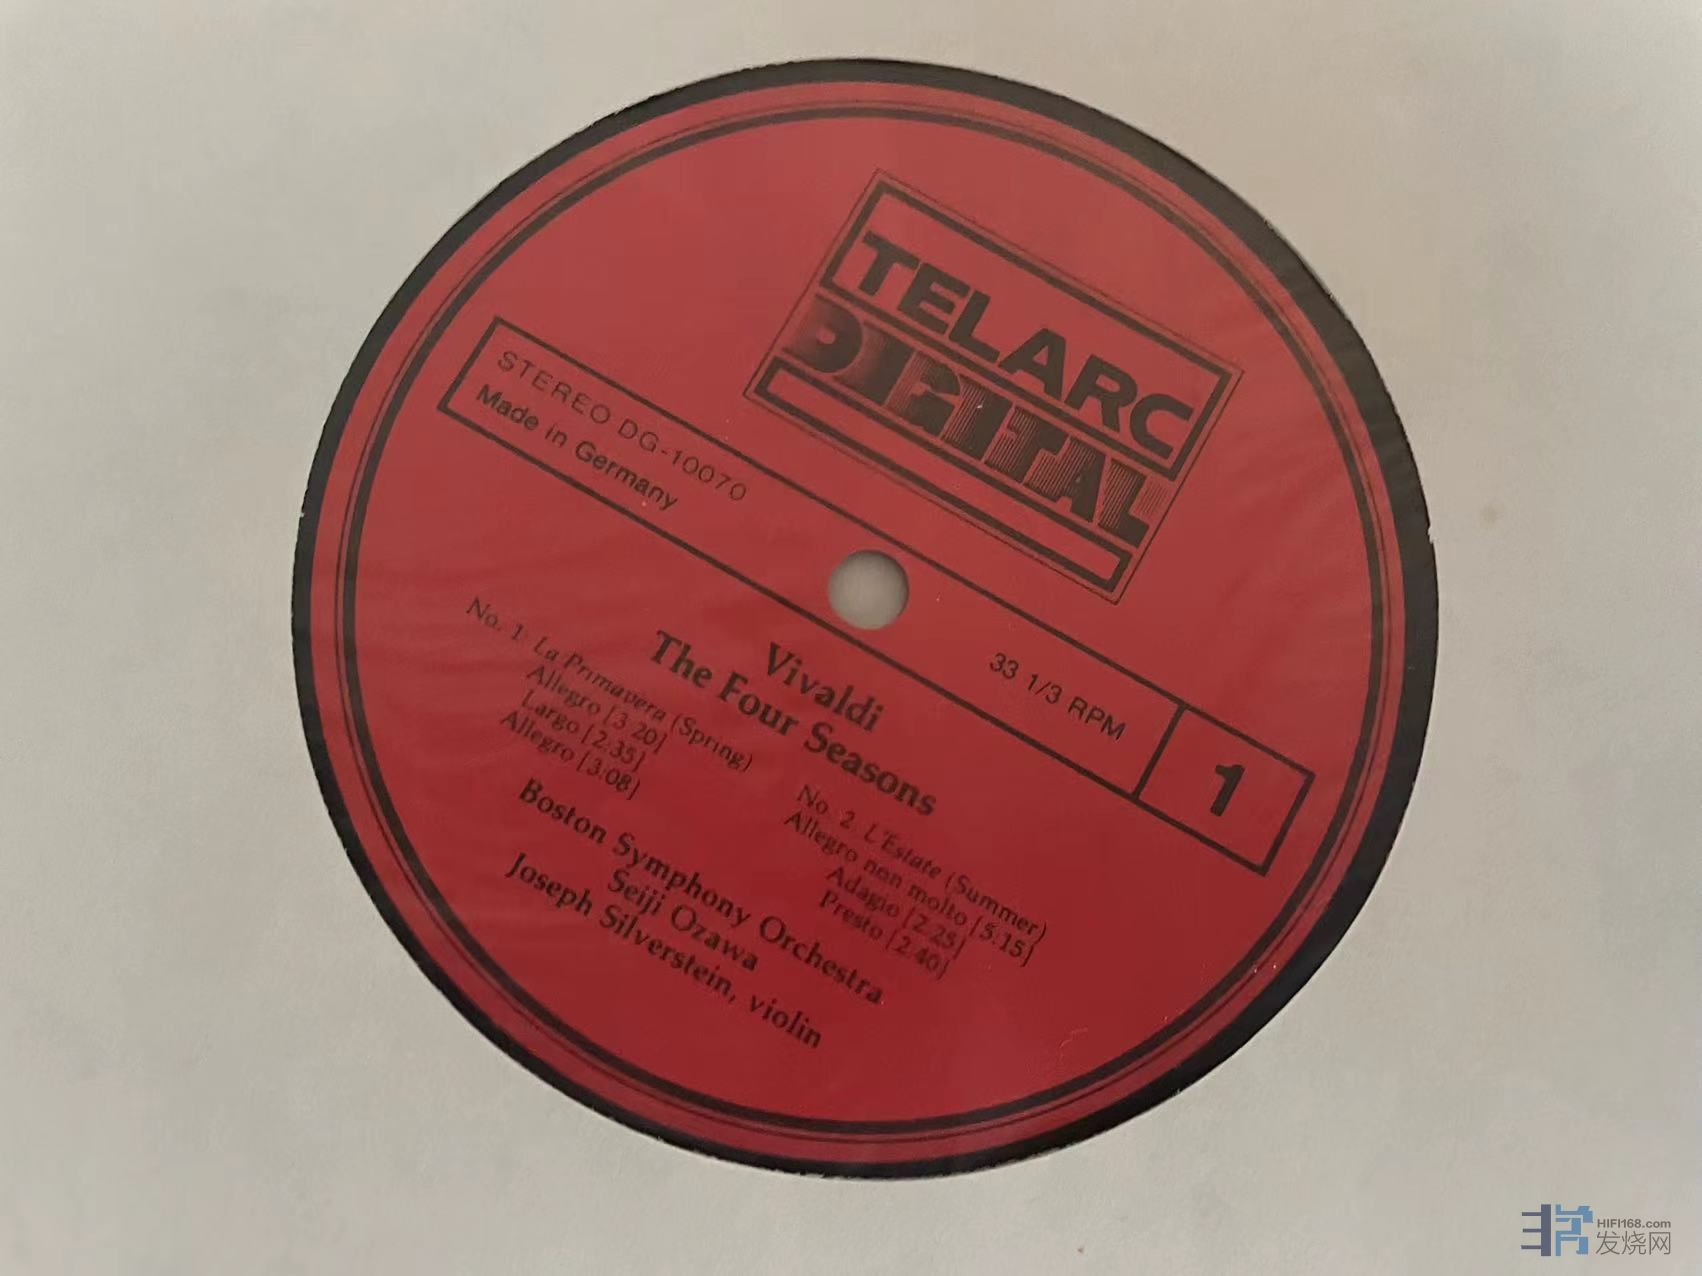 TELARC
DIGITAL
STEREO DG-10070
Made in Germany
33 1/3 RPM
1
Vivaldi
The Four Seasons
No. 1 La Primavera (Spring)
Allegro [3:20]
Largo [2:35]
Allegro [3:08]
No. 2 L'Estate (Summer)
Allegro non molto [5:15]
Adagio [2:25]
Presto [2:40]
Boston Symphony Orchestra
Seiji Ozawa
Joseph Silverstein, violin
HIFI168.com
发烧网